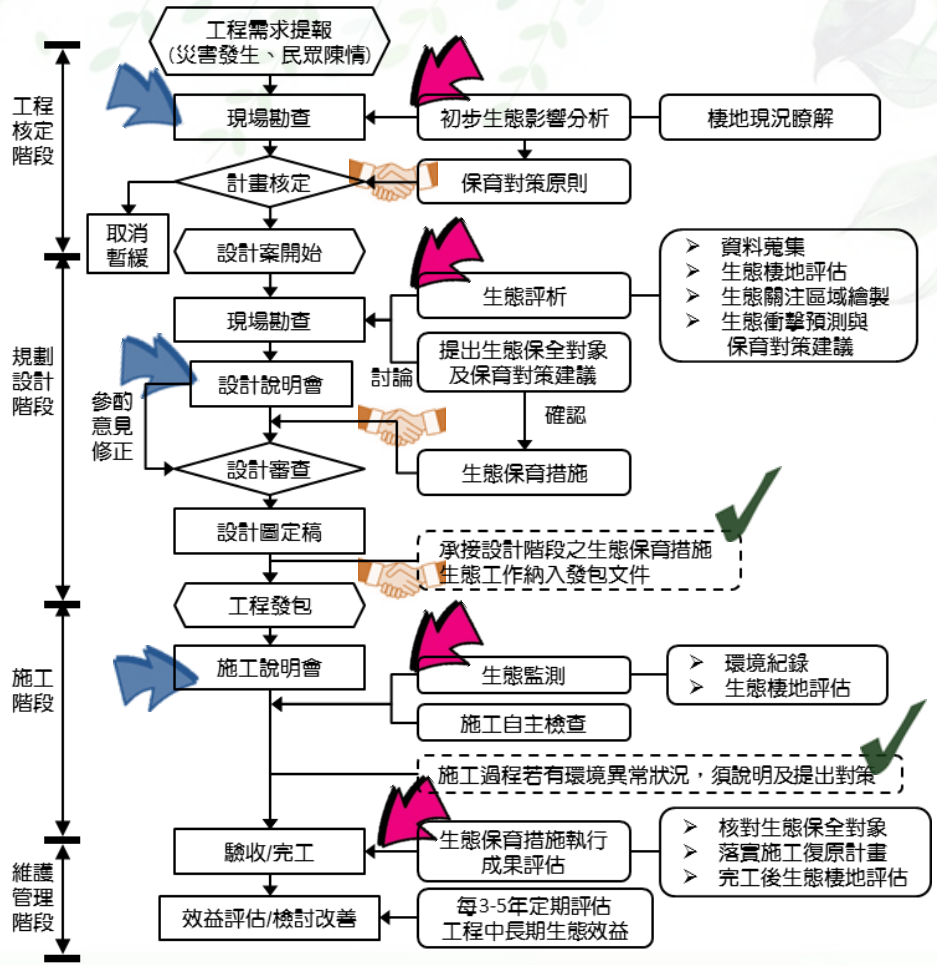 工程需求提報
(災害發生、民眾陳情)
工程
核定
階段
現場勘查
初步生態影響分析
棲地現況瞭解
計畫核定
保育對策原則
取消
暫緩
設計案開始
規劃
設計
階段
生態評析
➢ 資料蒐集
➢ 生態棲地評估
➢ 生態關注區域繪製
➢ 生態衝擊預測與
保育對策建議
現場勘查
提出生態保全對象
及保育對策建議
討論
設計說明會
參酌
意見
修正
確認
設計審查
生態保育措施
設計圖定稿
承接設計階段之生態保育措施
生態工作納入發包文件
工程發包
施工
階段
施工說明會
生態監測
➢ 環境紀錄
➢ 生態棲地評估
施工自主檢查
施工過程若有環境異常狀況，須說明及提出對策
維護
管理
階段
驗收/完工
生態保育措施執行
成果評估
➢ 核對生態保全對象
➢ 落實施工復原計畫
➢ 完工後生態棲地評估
效益評估/檢討改善
每3-5年定期評估
工程中長期生態效益